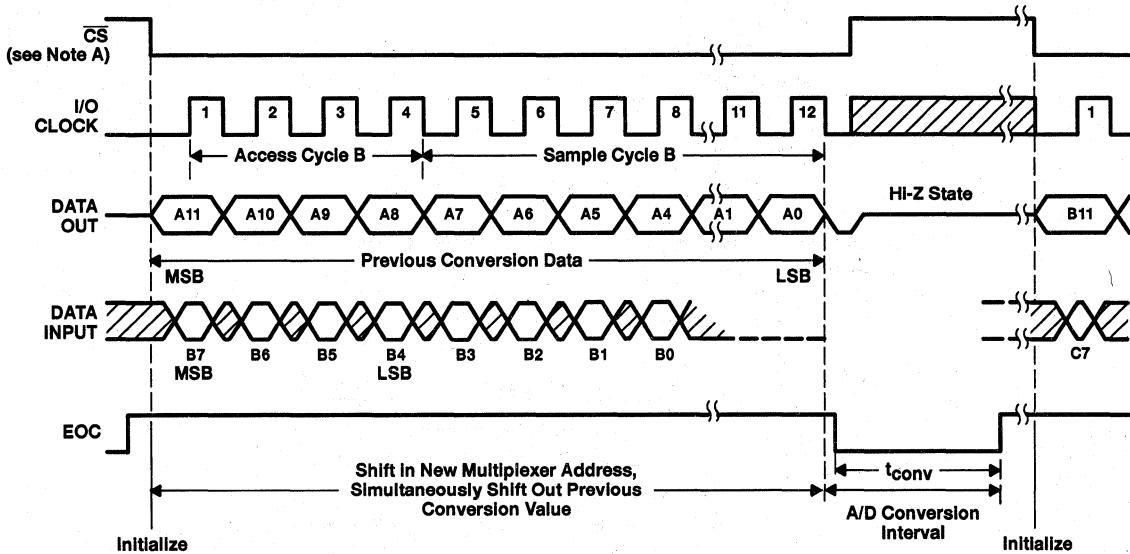 CS
(see Note A)
I/O
CLOCK
1 2 3 4 5 6 7 8 11 12 1
Access Cycle B
Sample Cycle B
DATA
OUT
A11 A10 A9 A8 A7 A6 A5 A4 A1 A0
Hi-Z State
B11
Previous Conversion Data
MSB
LSB
DATA
INPUT
B7 B6 B5 B4 B3 B2 B1 B0
C7
MSB
LSB
EOC
Shift in New Multiplexer Address,
Simultaneously Shift Out Previous
Conversion Value
tconv
A/D Conversion
Interval
Initialize
Initialize